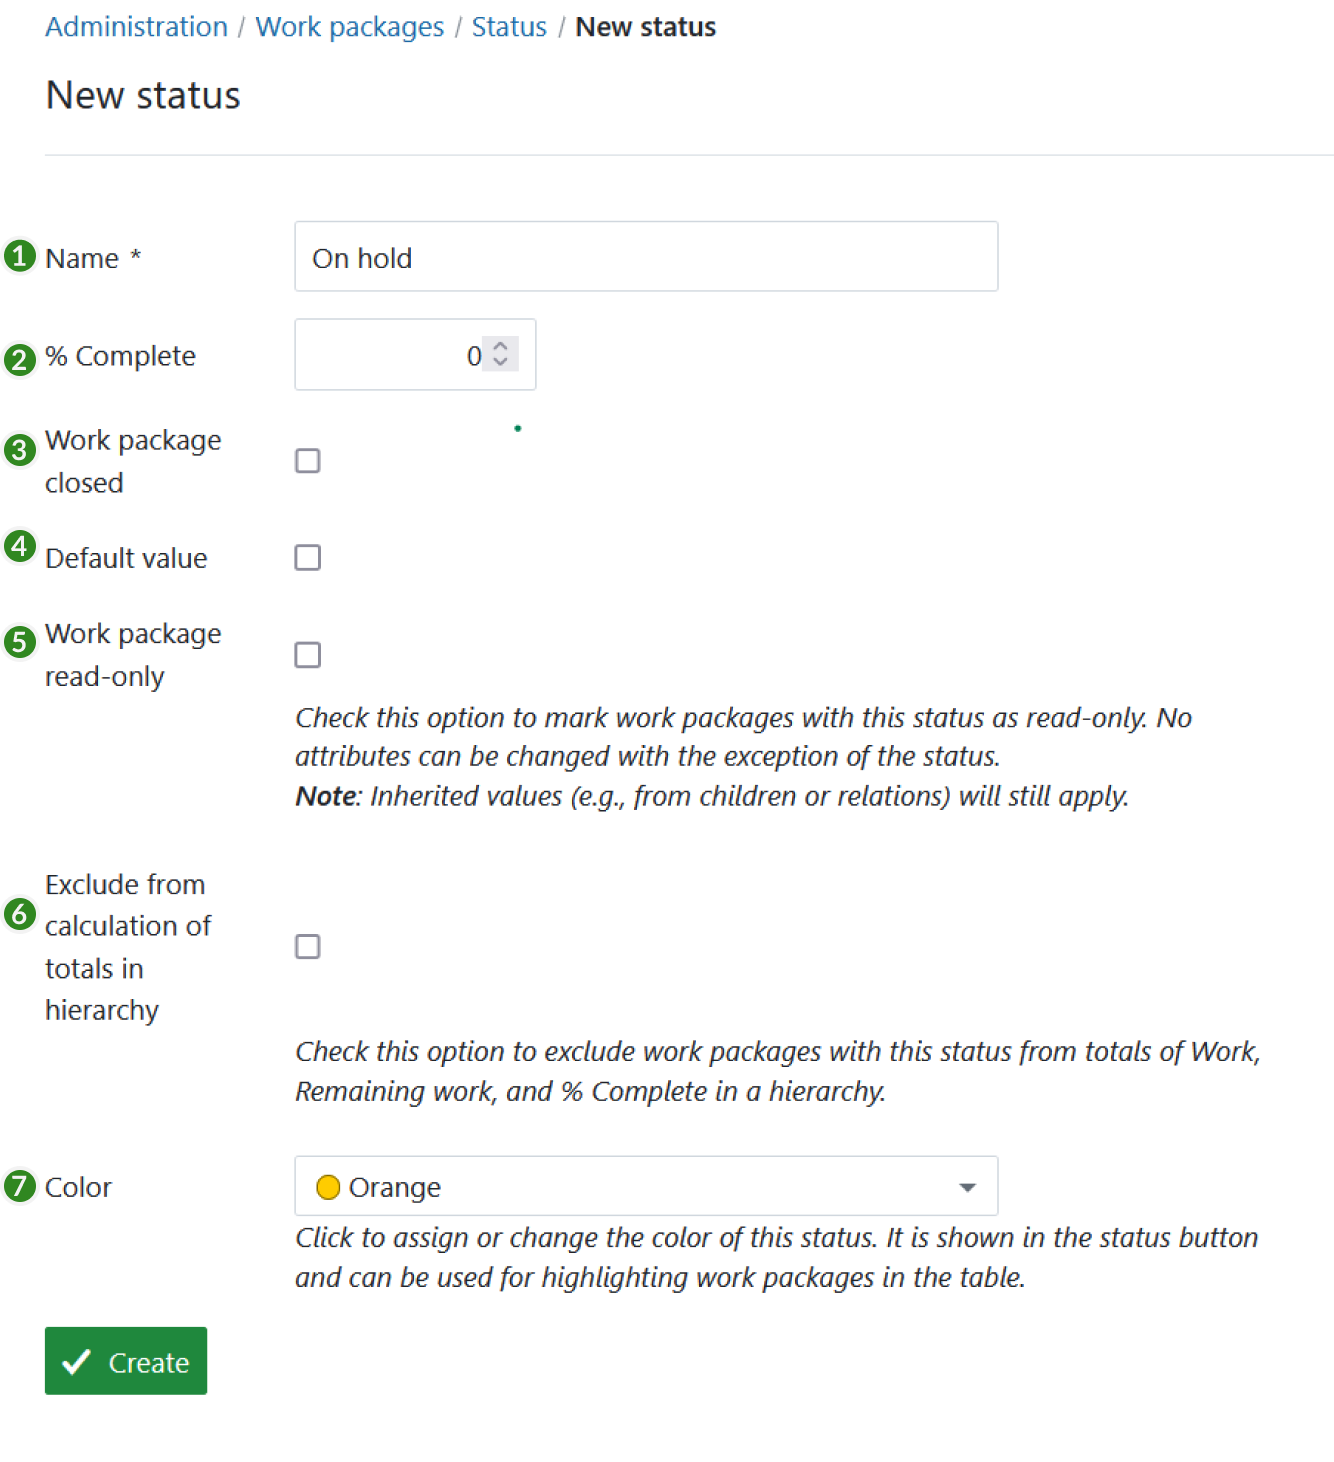 Administration / Work packages / Status / New status
New status
1 Name *
On hold
2 % Complete
0
3 Work package
closed
4 Default value
5 Work package
read-only
Check this option to mark work packages with this status as read-only. No
attributes can be changed with the exception of the status.
Note: Inherited values (e.g., from children or relations) will still apply.
6 Exclude from
calculation of
totals in
hierarchy
Check this option to exclude work packages with this status from totals of Work,
Remaining work, and % Complete in a hierarchy.
7 Color
Orange
Click to assign or change the color of this status. It is shown in the status button
and can be used for highlighting work packages in the table.
Create